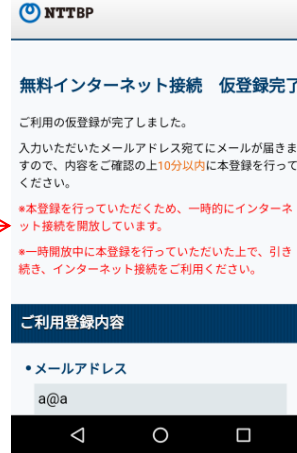 NTTBP
無料インターネット接続 仮登録完了
ご利用の仮登録が完了しました。
入力いただいたメールアドレス宛てにメールが届きま
すので、内容をご確認の上10分以内に本登録を行って
ください。
※本登録を行っていただくため、一時的にインターネ
ット接続を開放しています。
※一時開放中に本登録を行っていただいた上で、引き
続き、インターネット接続をご利用ください。
ご利用登録内容
•メールアドレス
a@a